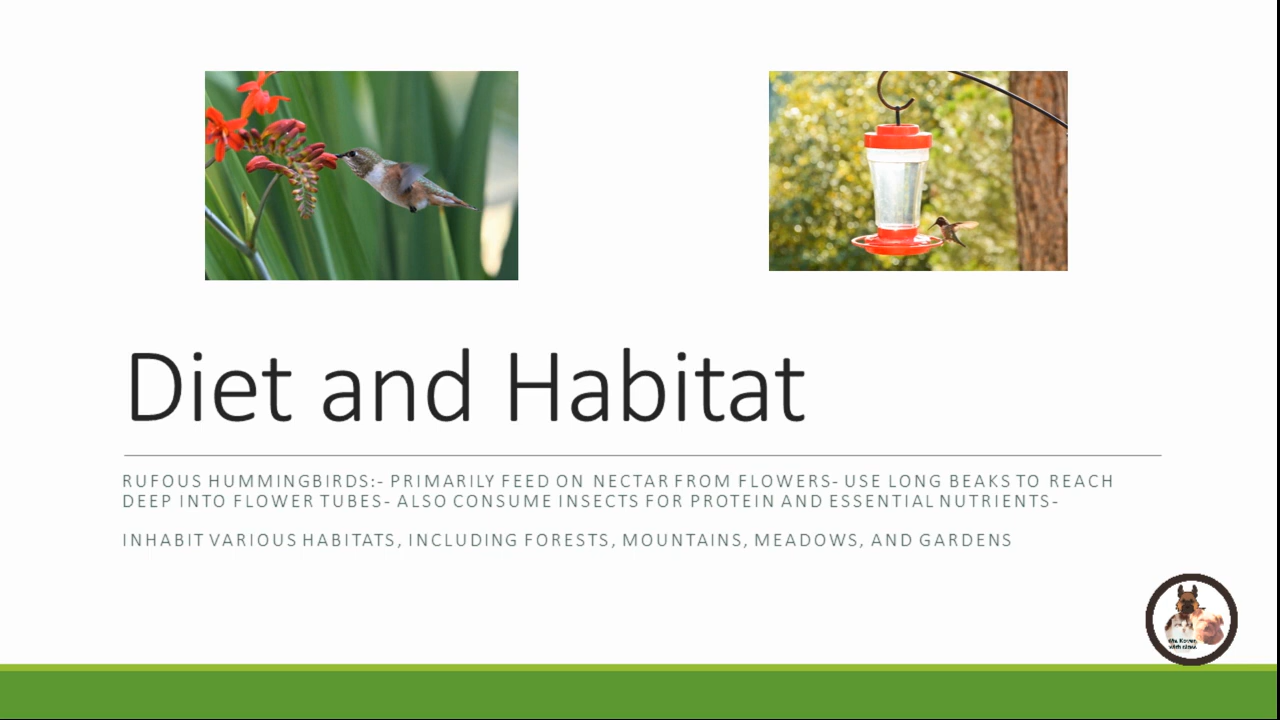 Diet and Habitat
RUFOUS HUMMINGBIRDS:- PRIMARILY FEED ON NECTAR FROM FLOWERS- USE LONG BEAKS TO REACH
DEEP INTO FLOWER TUBES- ALSO CONSUME INSECTS FOR PROTEIN AND ESSENTIAL NUTRIENTS-
INHABIT VARIOUS HABITATS, INCLUDING FORESTS, MOUNTAINS, MEADOWS, AND GARDENS